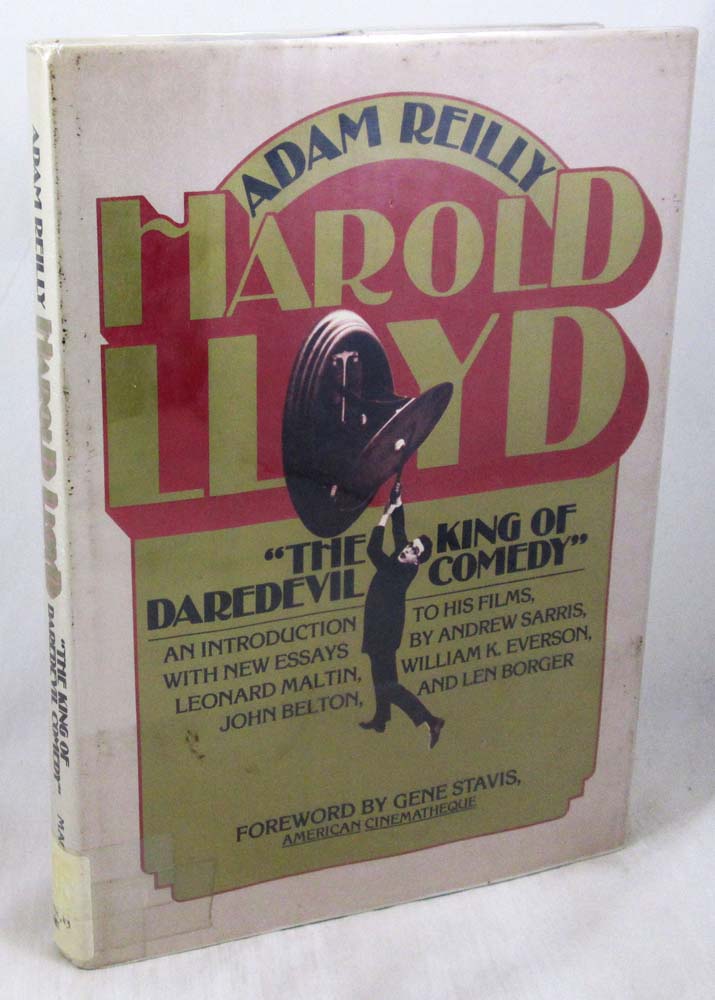 ADAM REILLY
HAROLD
LLOYD
"THE KING OF
DAREDEVIL COMEDY"
AN INTRODUCTION TO HIS FILMS,
WITH NEW ESSAYS BY ANDREW SARRIS,
LEONARD MALTIN, WILLIAM K. EVERSON,
JOHN BELTON, AND LEN BORGER
FOREWORD BY GENE STAVIS,
AMERICAN CINEMATHEQUE
ADAM REILLY HAROLD LLOYD
"THE KING OF
DAREDEVIL COMEDY"